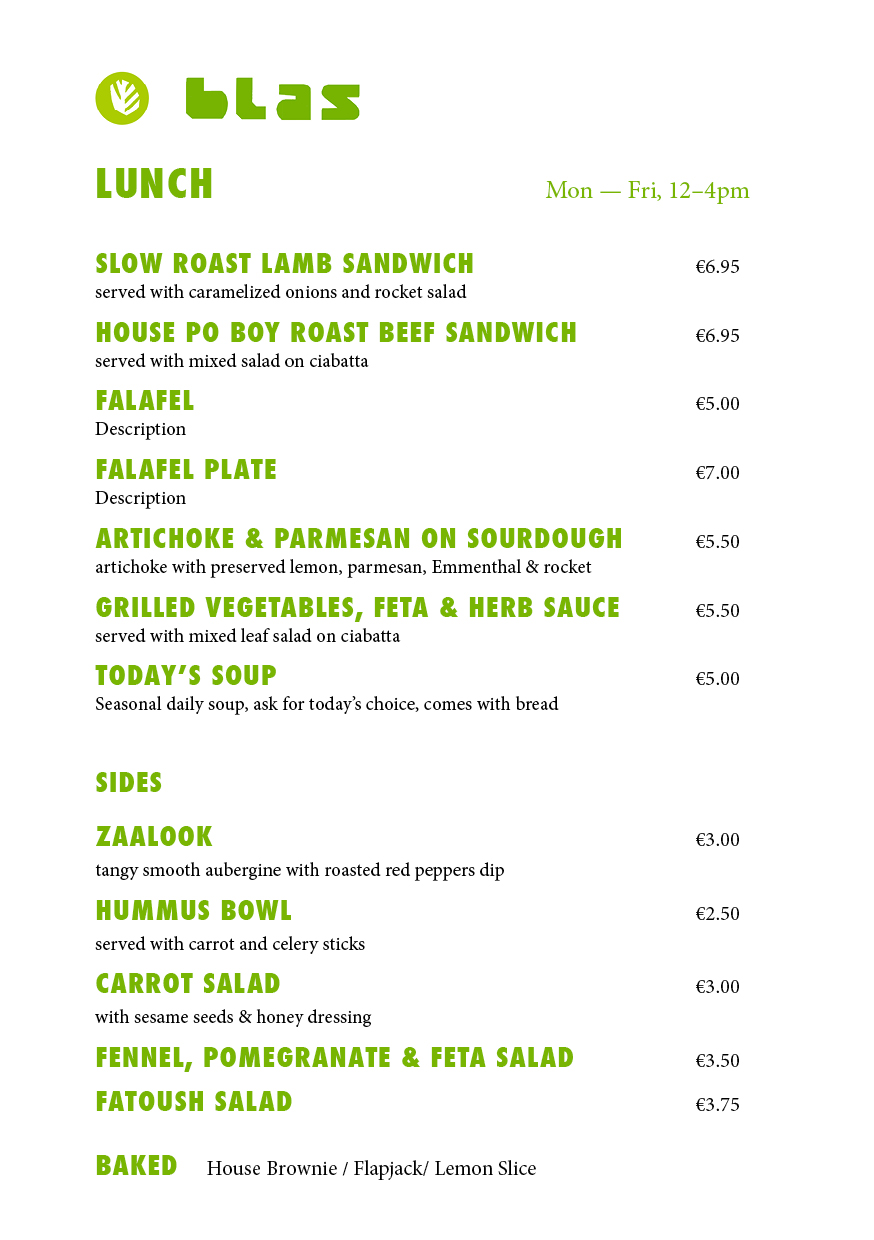 blas
LUNCH Mon — Fri, 12–4pm
SLOW ROAST LAMB SANDWICH €6.95
served with caramelized onions and rocket salad
HOUSE PO BOY ROAST BEEF SANDWICH €6.95
served with mixed salad on ciabatta
FALAFEL €5.00
Description
FALAFEL PLATE €7.00
Description
ARTICHOKE & PARMESAN ON SOURDOUGH €5.50
artichoke with preserved lemon, parmesan, Emmenthal & rocket
GRILLED VEGETABLES, FETA & HERB SAUCE €5.50
served with mixed leaf salad on ciabatta
TODAY’S SOUP €5.00
Seasonal daily soup, ask for today’s choice, comes with bread
SIDES
ZAALOOK €3.00
tangy smooth aubergine with roasted red peppers dip
HUMMUS BOWL €2.50
served with carrot and celery sticks
CARROT SALAD €3.00
with sesame seeds & honey dressing
FENNEL, POMEGRANATE & FETA SALAD €3.50
FATOUSH SALAD €3.75
BAKED House Brownie / Flapjack/ Lemon Slice